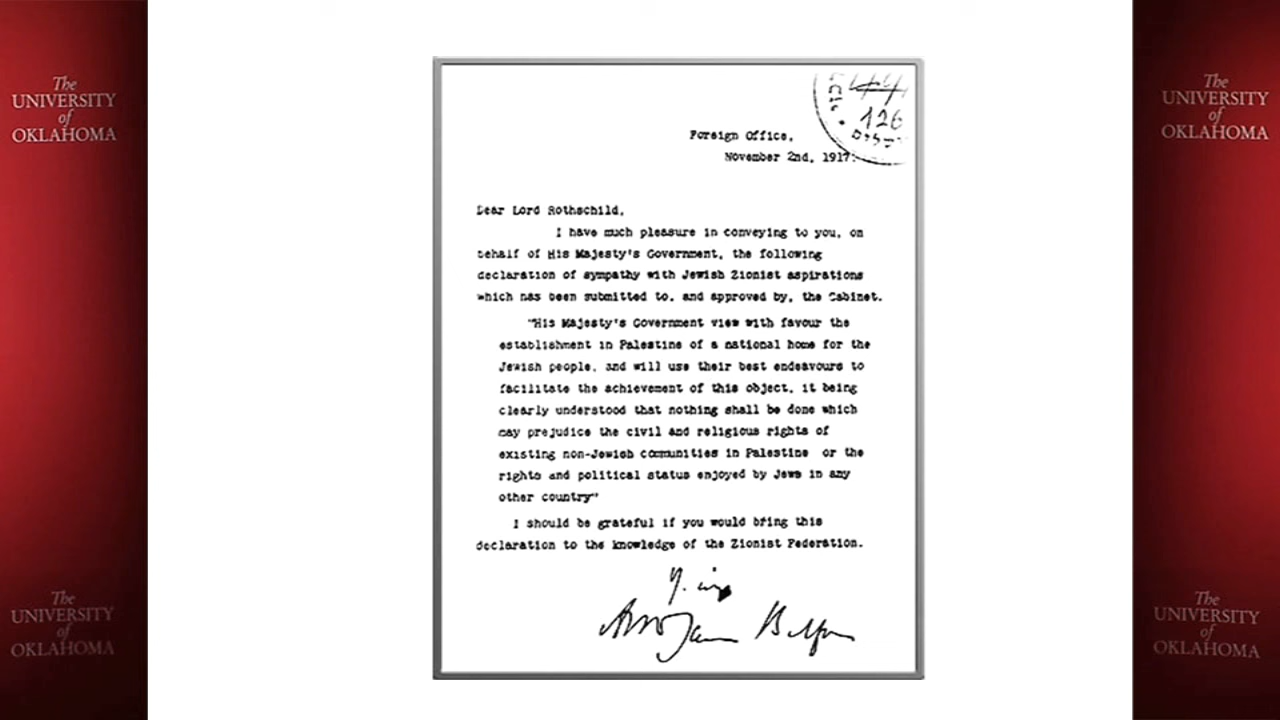 The
UNIVERSITY
of
OKLAHOMA
The
UNIVERSITY
of
OKLAHOMA
126
Foreign Office,
November 2nd, 1917.
Dear Lord Rothschild,
I have much pleasure in conveying to you, on
behalf of His Majesty's Government, the following
declaration of sympathy with Jewish Zionist aspirations
which has been submitted to, and approved by, the Cabinet.
"His Majesty's Government view with favour the
establishment in Palestine of a national home for the
Jewish people, and will use their best endeavours to
facilitate the achievement of this object, it being
clearly understood that nothing shall be done which
may prejudice the civil and religious rights of
existing non-Jewish communities in Palestine or the
rights and political status enjoyed by Jews in any
other country"
I should be grateful if you would bring this
declaration to the knowledge of the Zionist Federation.
The
UNIVERSITY
of
OKLAHOMA
The
UNIVERSITY
of
OKLAHOMA